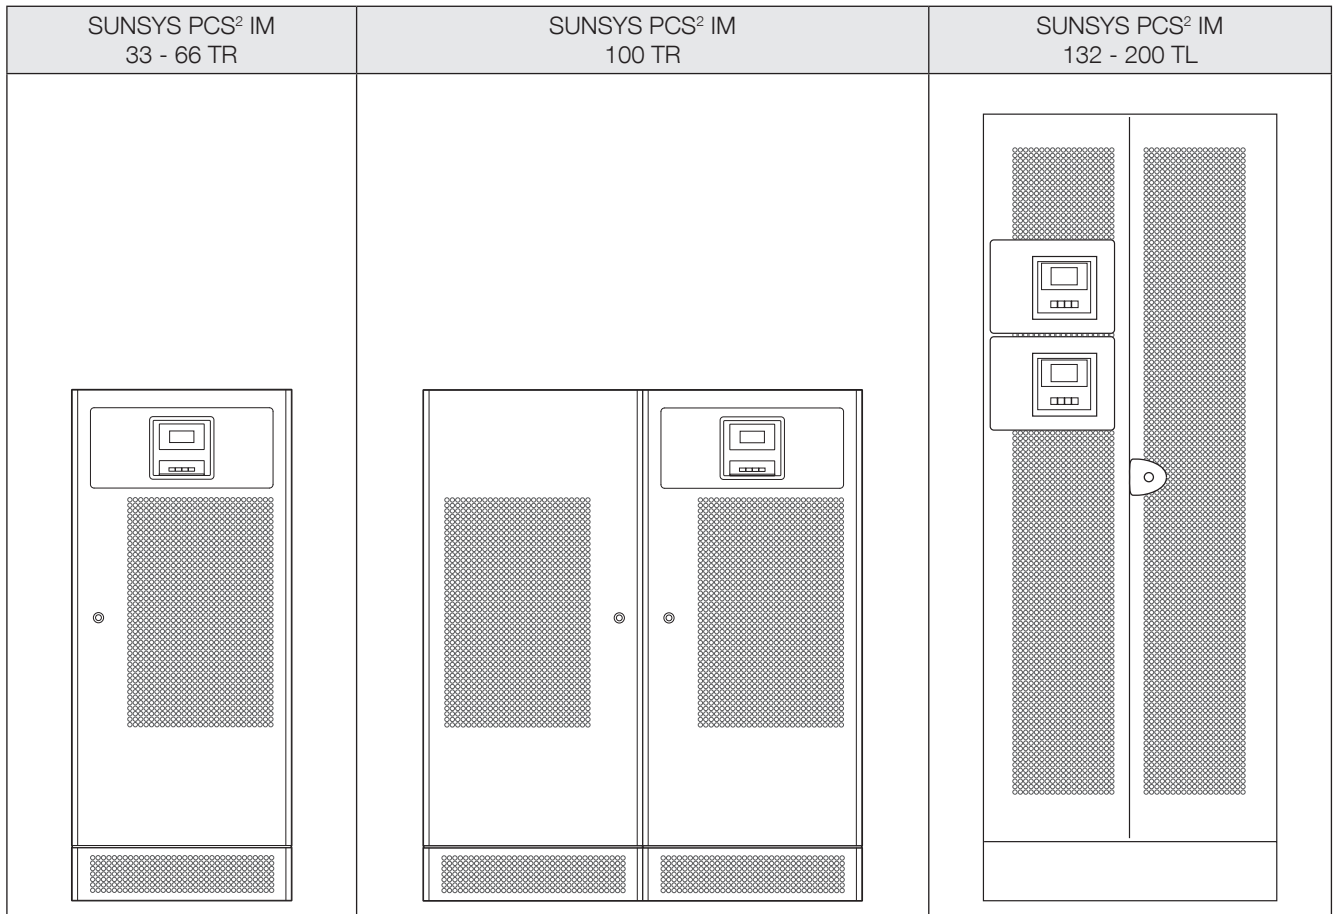 SUNSYS PCS² IM
33 - 66 TR
SUNSYS PCS² IM
100 TR
SUNSYS PCS² IM
132 - 200 TL